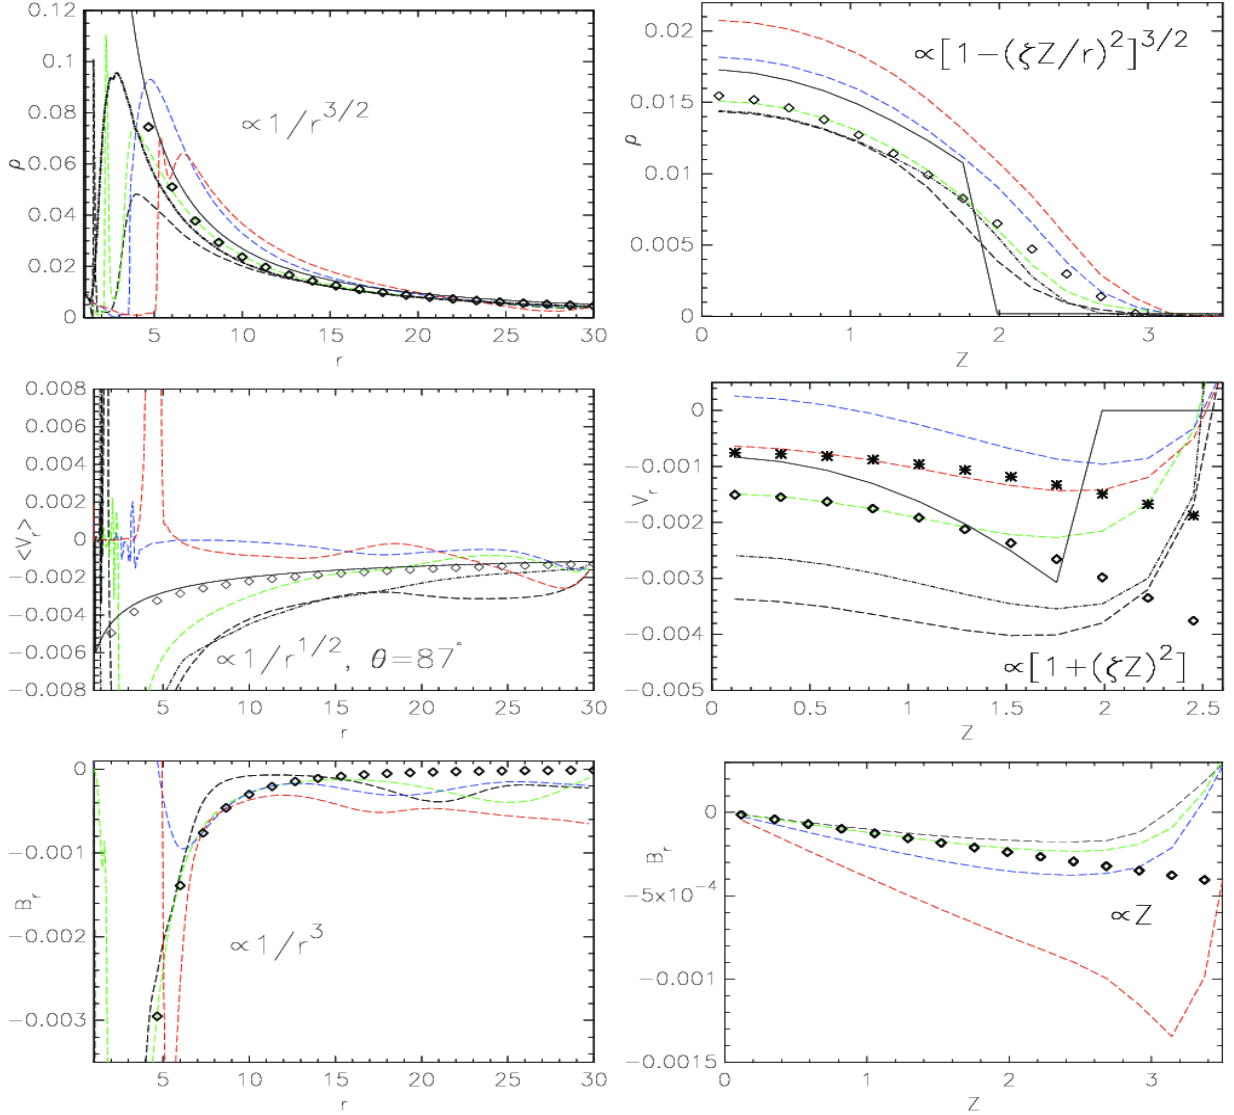 0.12
0.1
0.08
0.06
0.04
0.02
0
ρ
∝1/r^{3/2}
5 10 15 20 25 30
r
0.02
0.015
0.01
0.005
0
ρ
∝[1−(ζZ/r)^2]^{3/2}
0 1 2 3
Z
0.008
0.006
0.004
0.002
0
−0.002
−0.004
−0.006
−0.008
<V_r>
∝1/r^{1/2}, θ=87°
5 10 15 20 25 30
r
0
−0.001
−0.002
−0.003
−0.004
−0.005
V_r
∝[1+(ζZ)^2]
0 0.5 1 1.5 2 2.5
Z
0
−0.001
−0.002
−0.003
B_r
∝1/r^3
5 10 15 20 25 30
r
0
−5×10^{−4}
−0.001
−0.0015
B_r
∝Z
0 1 2 3
Z